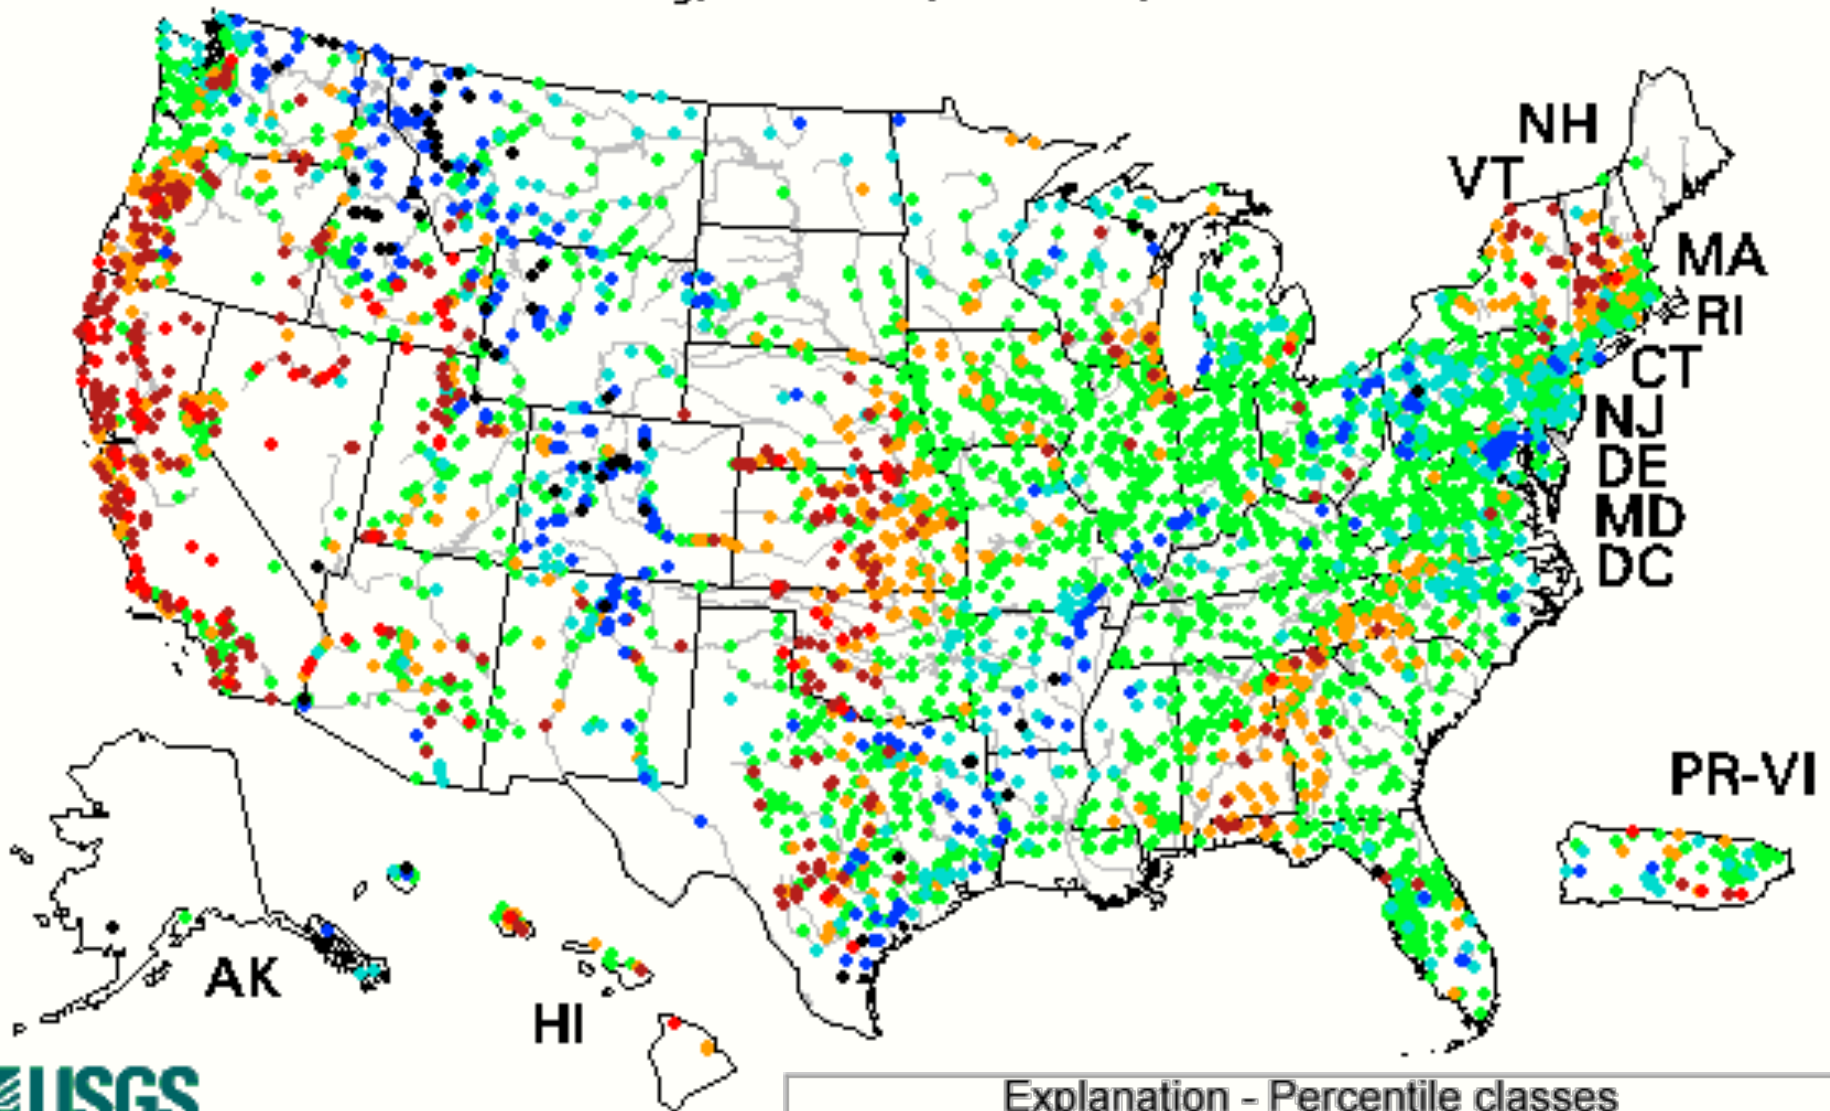 NH
VT
MA
RI
CT
NJ
DE
MD
DC
PR-VI
AK
HI
USGS
Explanation - Percentile classes